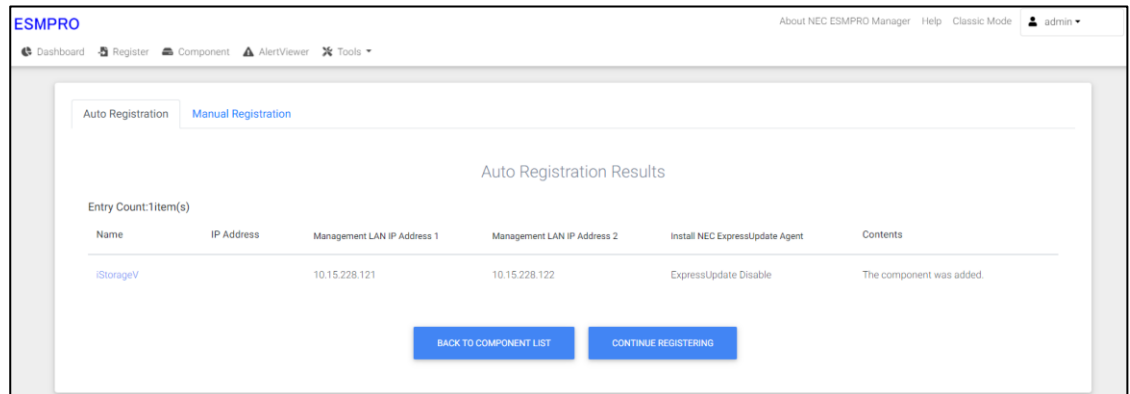 ESMPRO
About NEC ESMPRO Manager Help Classic Mode admin
Dashboard Register Component AlertViewer Tools
Auto Registration Manual Registration
Auto Registration Results
Entry Count:1item(s)
Name IP Address Management LAN IP Address 1 Management LAN IP Address 2 Install NEC ExpressUpdate Agent Contents
iStorageV 10.15.228.121 10.15.228.122 ExpressUpdate Disable The component was added.
BACK TO COMPONENT LIST CONTINUE REGISTERING